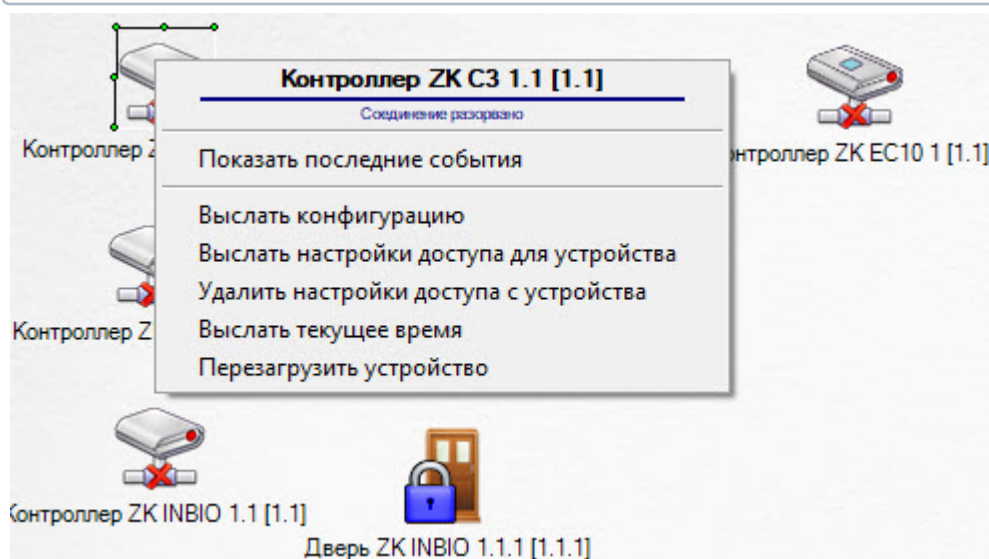 Контроллер ZK C3 1.1 [1.1]
Соединение разорвано
Показать последние события
Выслать конфигурацию
Выслать настройки доступа для устройства
Удалить настройки доступа с устройства
Выслать текущее время
Перезагрузить устройство
Контроллер
онтроллер ZK EC10 1 [1.1]
Контроллер Z
Контроллер ZK INBIO 1.1 [1.1]
Дверь ZK INBIO 1.1.1 [1.1.1]